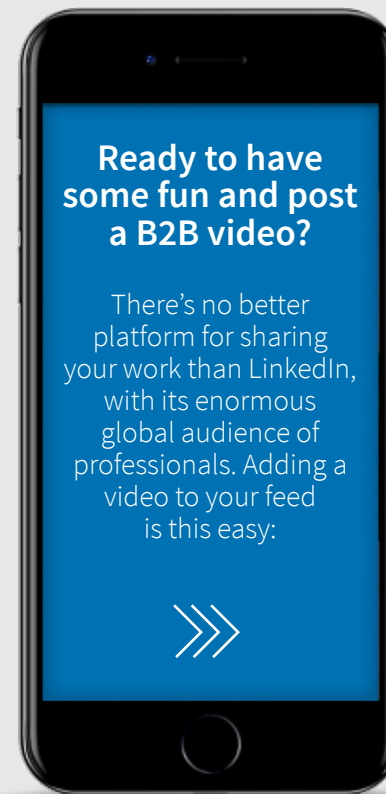 Ready to have
some fun and post
a B2B video?
There’s no better
platform for sharing
your work than LinkedIn,
with its enormous
global audience of
professionals. Adding a
video to your feed
is this easy: